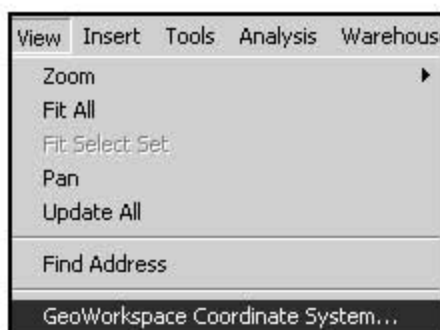 View Insert Tools Analysis Warehous
Zoom
Fit All
Fit Select Set
Pan
Update All
Find Address
GeoWorkspace Coordinate System...